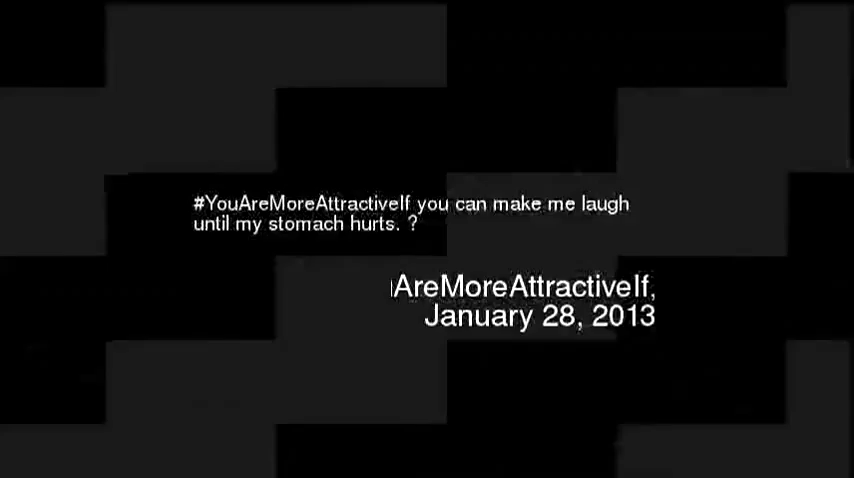 #YouAreMoreAttractiveIf you can make me laugh
until my stomach hurts. ?
AreMoreAttractiveIf,
January 28, 2013